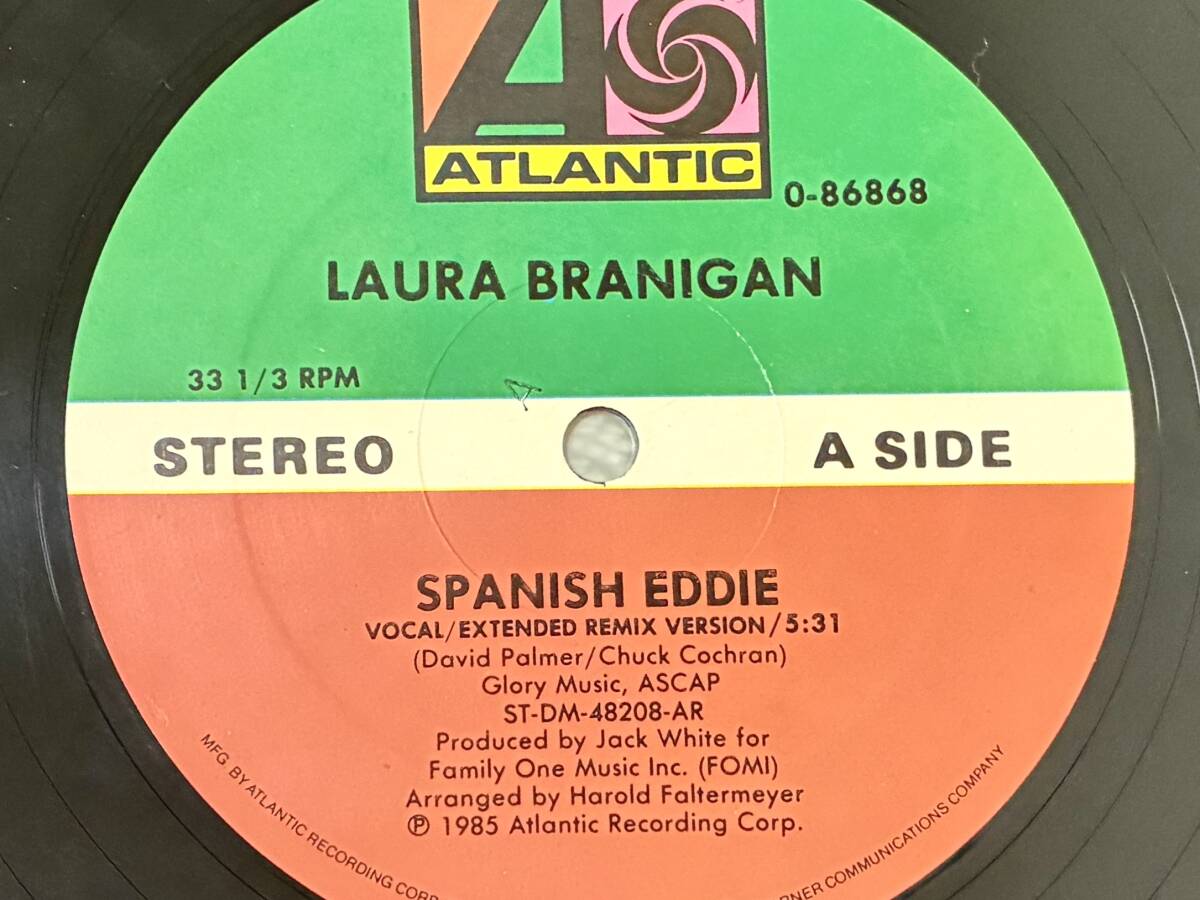 A
ATLANTIC
0-86868
LAURA BRANIGAN
33 1/3 RPM
STEREO
A SIDE
SPANISH EDDIE
VOCAL/EXTENDED REMIX VERSION/5:31
(David Palmer/Chuck Cochran)
Glory Music, ASCAP
ST-DM-48208-AR
Produced by Jack White for
Family One Music Inc. (FOMI)
Arranged by Harold Faltermeyer
℗ 1985 Atlantic Recording Corp.
MFG. BY ATLANTIC RECORDING CORP
COMMUNICATIONS COMPANY